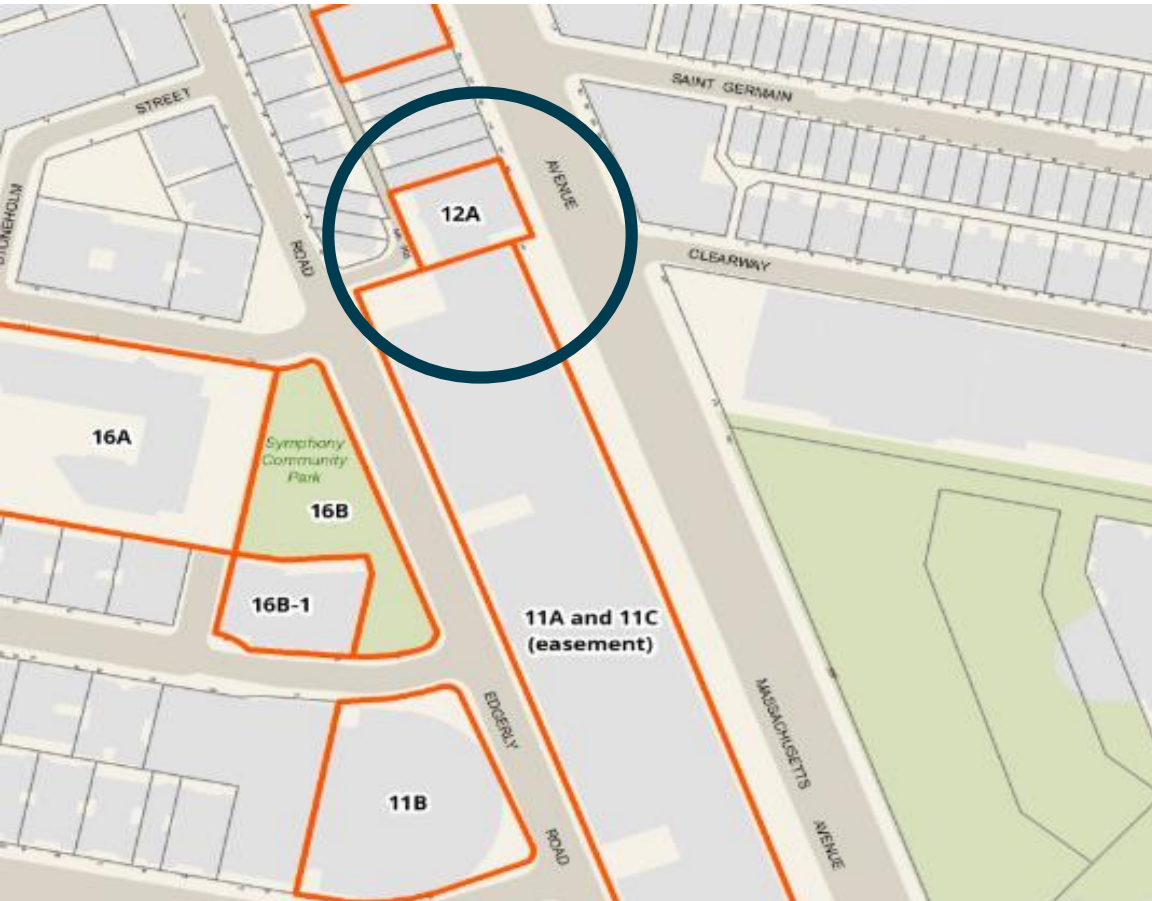 SAINT GERMAIN
STREET
AVENUE
STONEHOLM
12A
ROAD
CLEARWAY
16A
Symphony
Community
Park
16B
16B-1
11A and 11C
(easement)
EDGERLY
MASSACHUSETTS
11B
ROAD
AVENUE